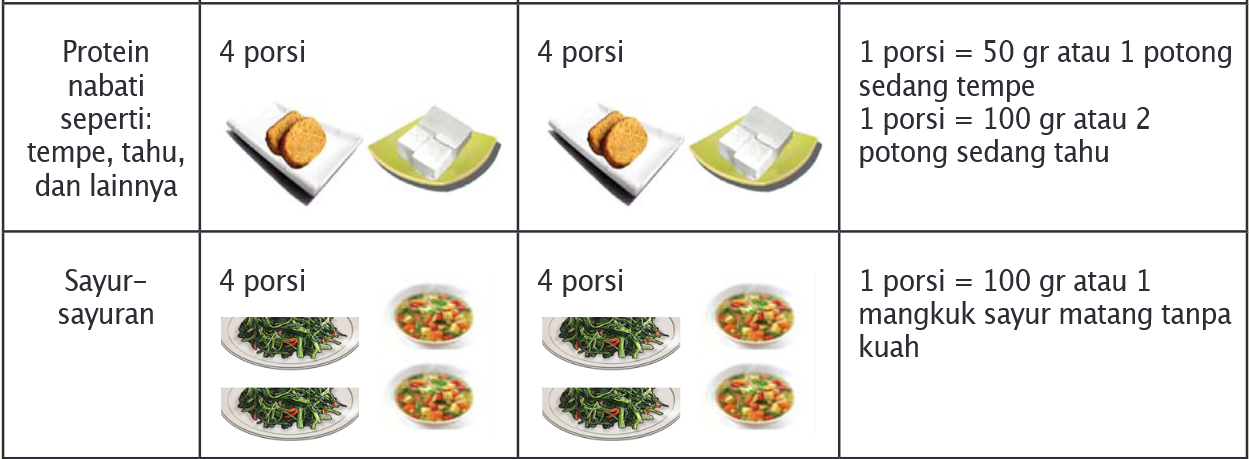 Protein
nabati
seperti:
tempe, tahu,
dan lainnya
4 porsi
4 porsi
1 porsi = 50 gr atau 1 potong
sedang tempe
1 porsi = 100 gr atau 2
potong sedang tahu
Sayur-
sayuran
4 porsi
4 porsi
1 porsi = 100 gr atau 1
mangkuk sayur matang tanpa
kuah